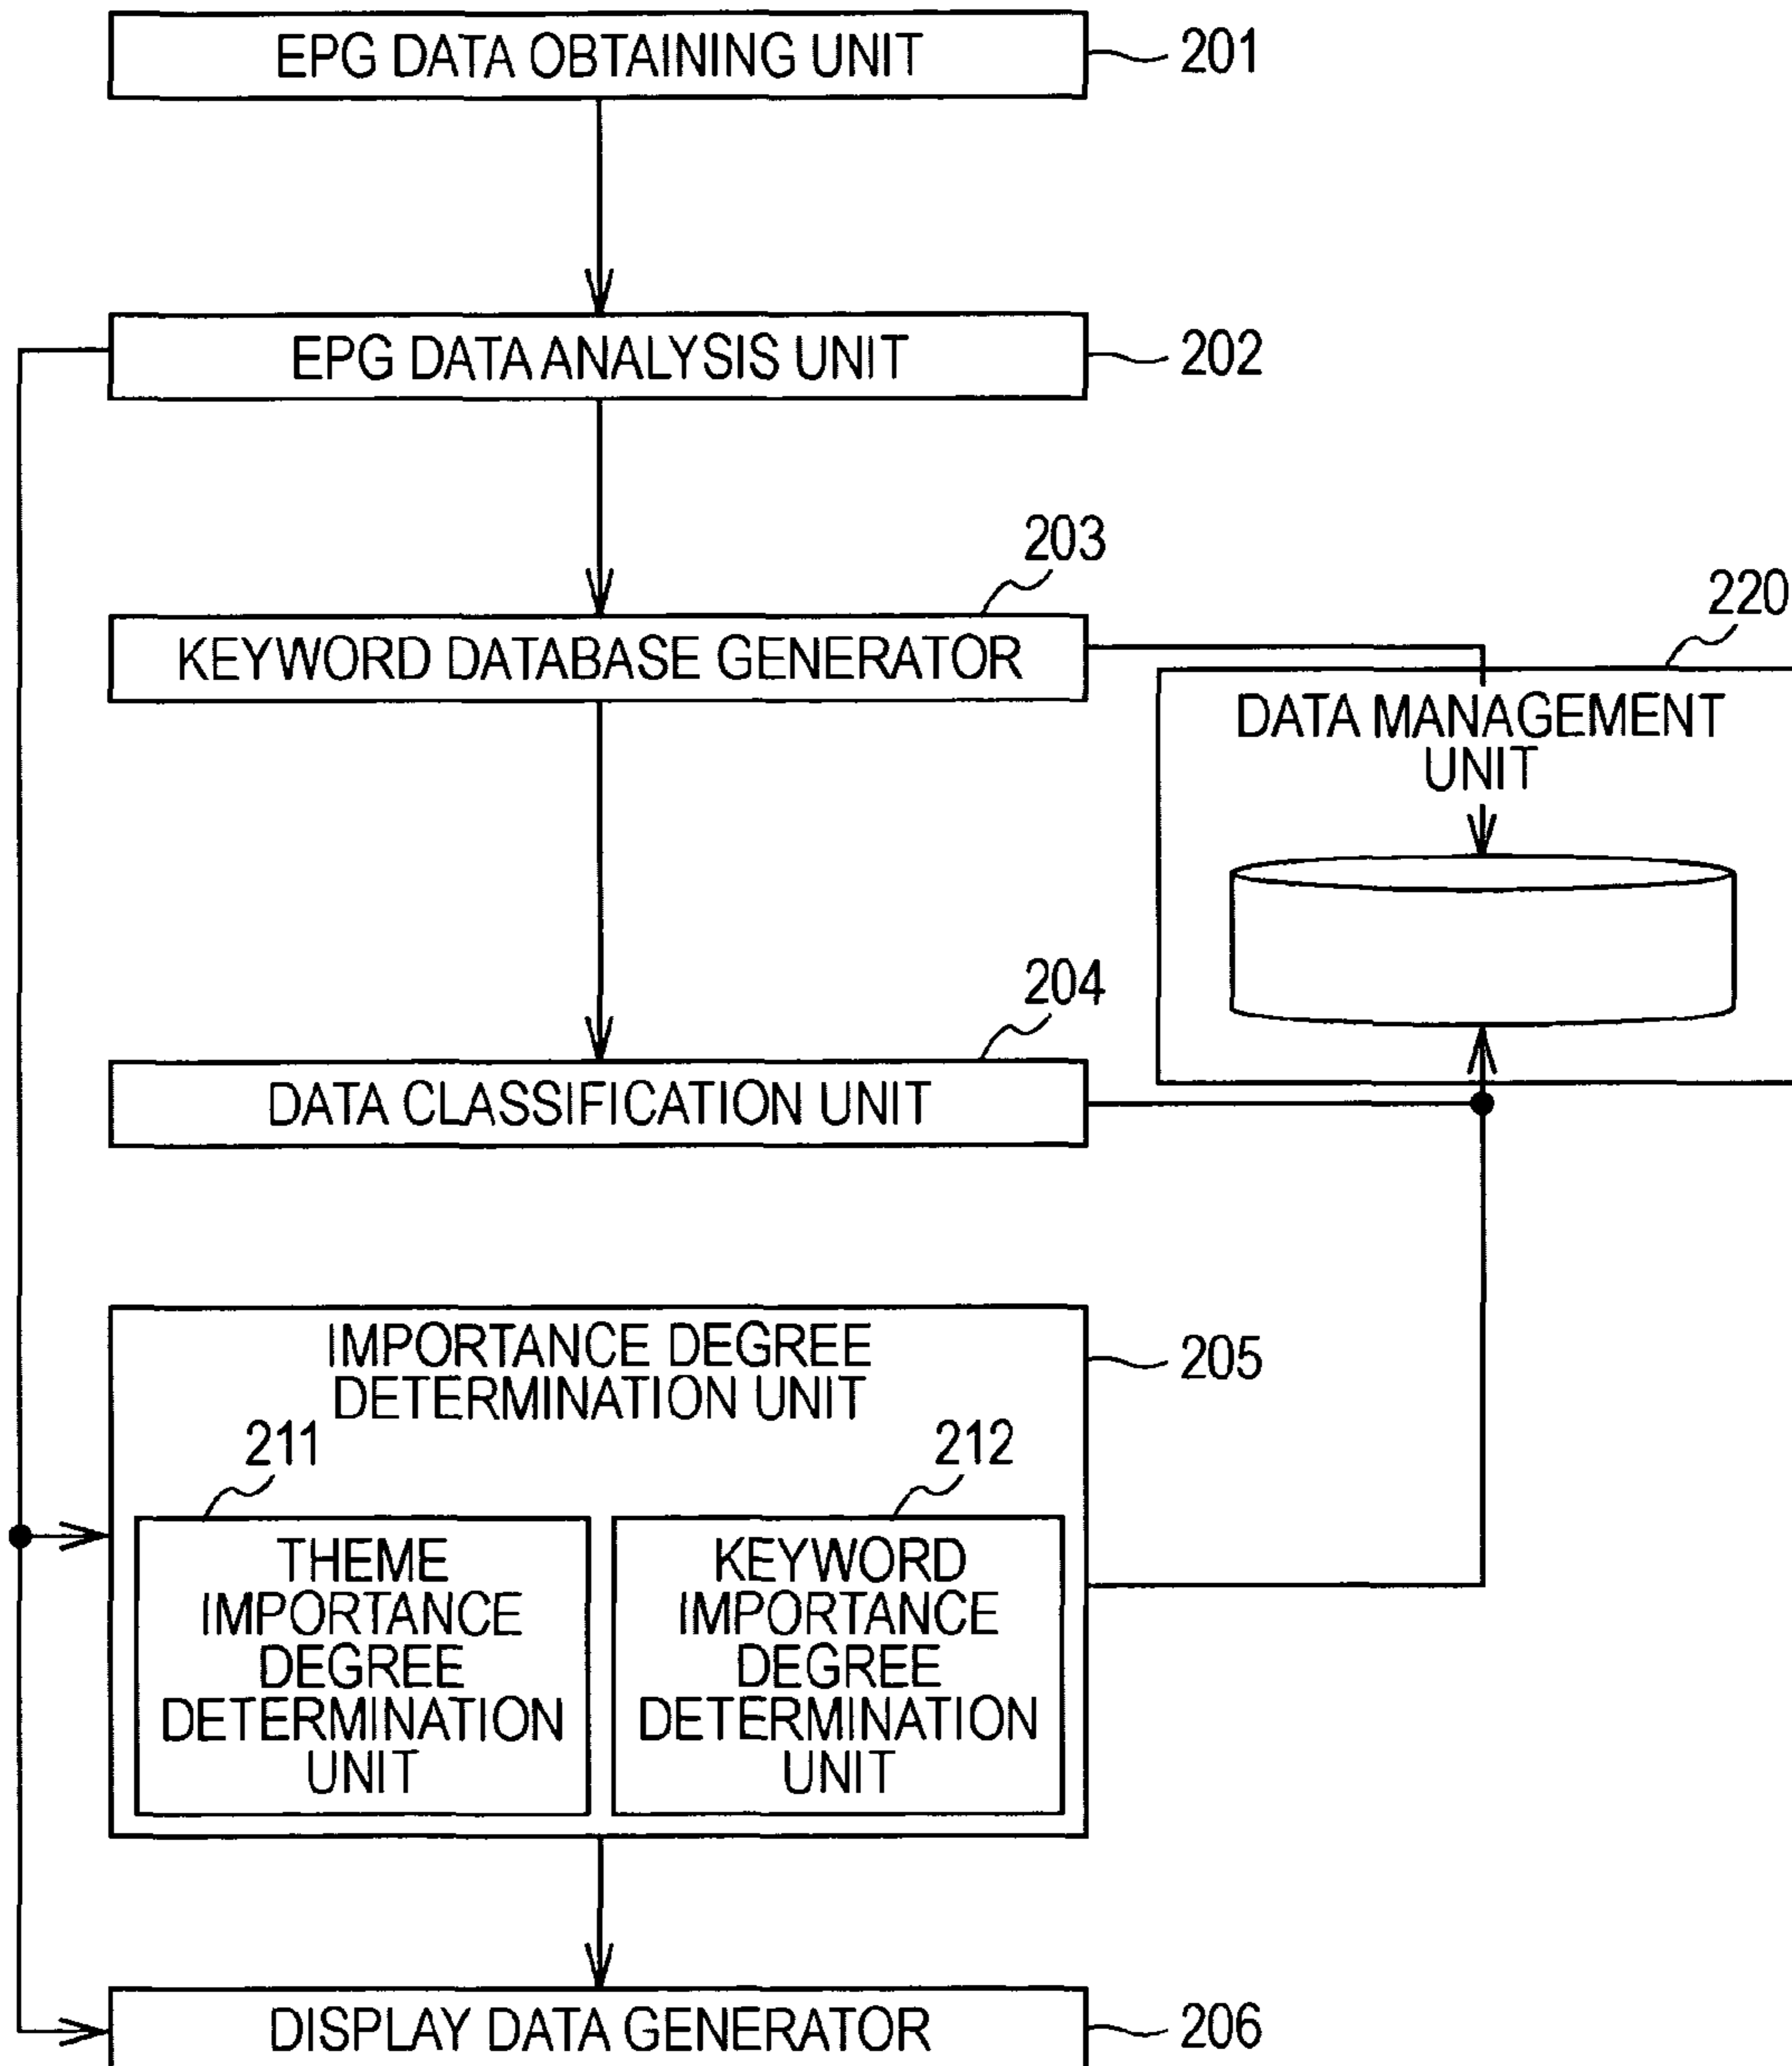 EPG DATA OBTAINING UNIT
201
EPG DATA ANALYSIS UNIT
202
203
KEYWORD DATABASE GENERATOR
220
DATA MANAGEMENT
UNIT
204
DATA CLASSIFICATION UNIT
IMPORTANCE DEGREE
DETERMINATION UNIT
205
211
THEME
IMPORTANCE
DEGREE
DETERMINATION
UNIT
212
KEYWORD
IMPORTANCE
DEGREE
DETERMINATION
UNIT
DISPLAY DATA GENERATOR
206